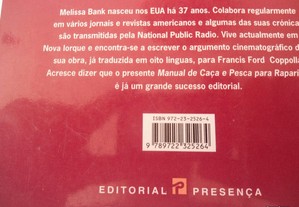 Melissa Bank nasceu nos EUA há 37 anos. Colabora regularmente
em vários jornais e revistas americanos e algumas das suas crónicas
são transmitidas pela National Public Radio. Vive actualmente em
Nova Iorque e encontra-se a escrever o argumento cinematográfico d
sua obra, já traduzida em oito línguas, para Francis Ford Coppolla
Acresce dizer que o presente Manual de Caça e Pesca para Rapari
é já um grande sucesso editorial.
ISBN 972-23-2526-4
9 789722 325264
EDITORIAL PRESENÇA